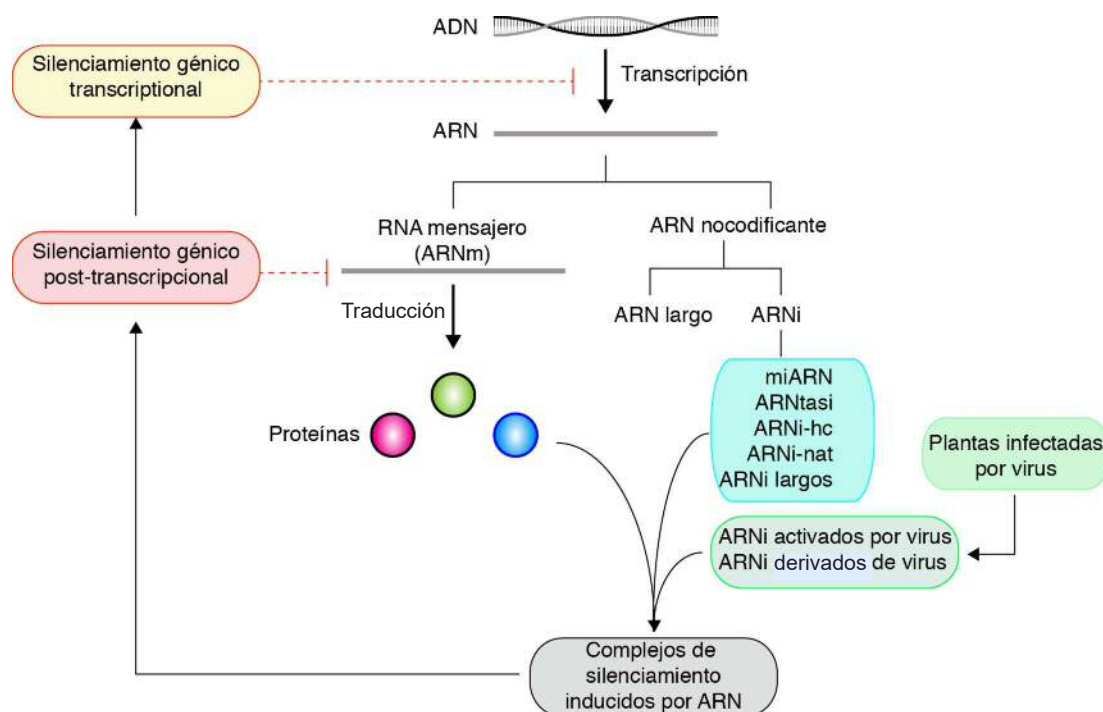 ADN
Silenciamiento génico
transcriptional
Transcripción
ARN
RNA mensajero
(ARNm)
ARN nocodificante
Silenciamiento génico
post-transcripcional
Traducción
ARN largo
ARNi
miARN
ARNtasi
ARNi-hc
ARNi-nat
ARNi largos
Proteínas
Plantas infectadas
por virus
ARNi activados por virus
ARNi derivados de virus
Complejos de
silenciamiento
inducidos por ARN